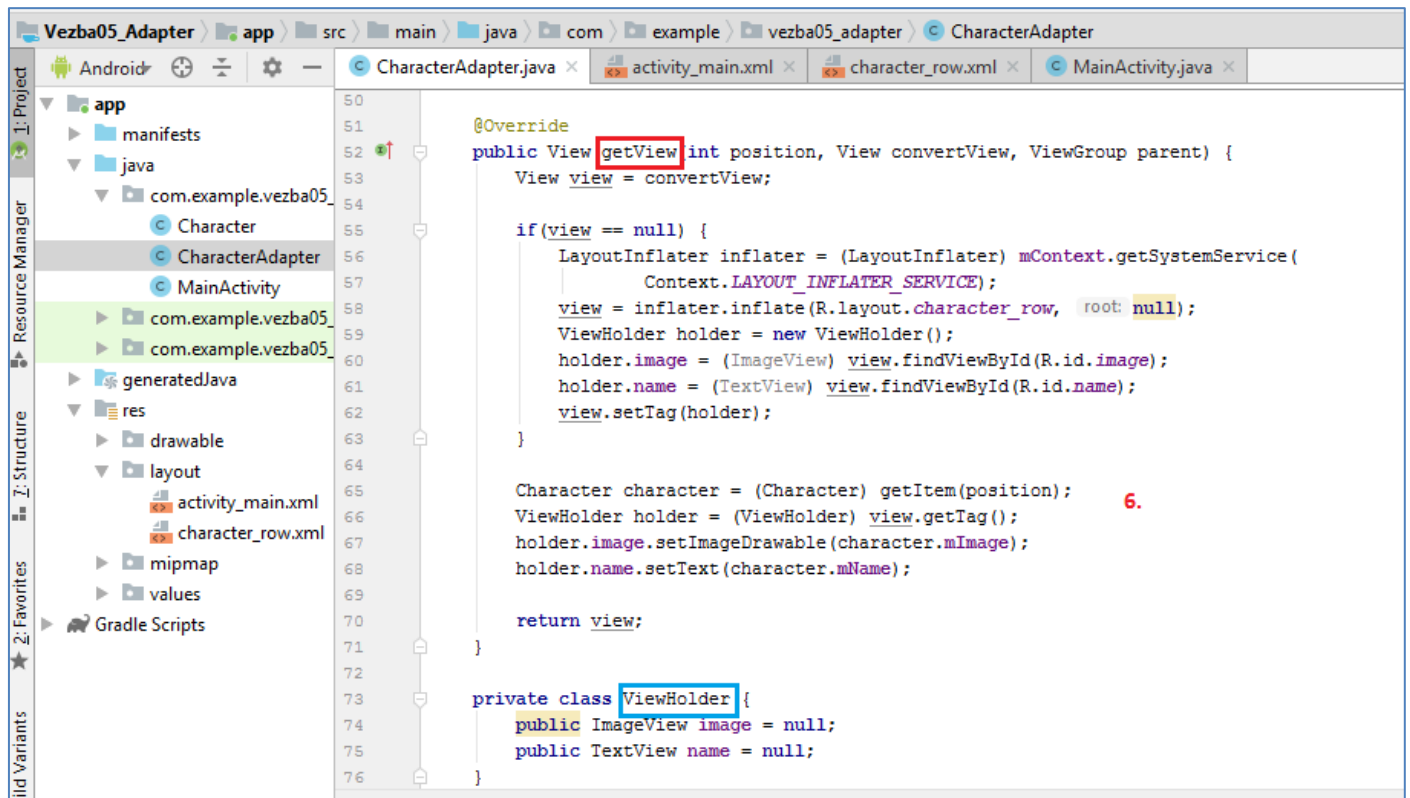 Vezba05_Adapter app src main java com example vezba05_adapter CharacterAdapter
Android CharacterAdapter.java activity_main.xml character_row.xml MainActivity.java
1: Project
Resource Manager
7: Structure
2: Favorites
ild Variants
app
manifests
java
com.example.vezba05_
Character
CharacterAdapter
MainActivity
com.example.vezba05_
com.example.vezba05_
generatedJava
res
drawable
layout
activity_main.xml
character_row.xml
mipmap
values
Gradle Scripts
50
51 @Override
52 public View getView(int position, View convertView, ViewGroup parent) {
53 View view = convertView;
54
55 if(view == null) {
56 LayoutInflater inflater = (LayoutInflater) mContext.getSystemService(
57 Context.LAYOUT_INFLATER_SERVICE);
58 view = inflater.inflate(R.layout.character_row, root: null);
59 ViewHolder holder = new ViewHolder();
60 holder.image = (ImageView) view.findViewById(R.id.image);
61 holder.name = (TextView) view.findViewById(R.id.name);
62 view.setTag(holder);
63 }
64
65 Character character = (Character) getItem(position);
6.
66 ViewHolder holder = (ViewHolder) view.getTag();
67 holder.image.setImageDrawable(character.mImage);
68 holder.name.setText(character.mName);
69
70 return view;
71 }
72
73 private class ViewHolder {
74 public ImageView image = null;
75 public TextView name = null;
76 }